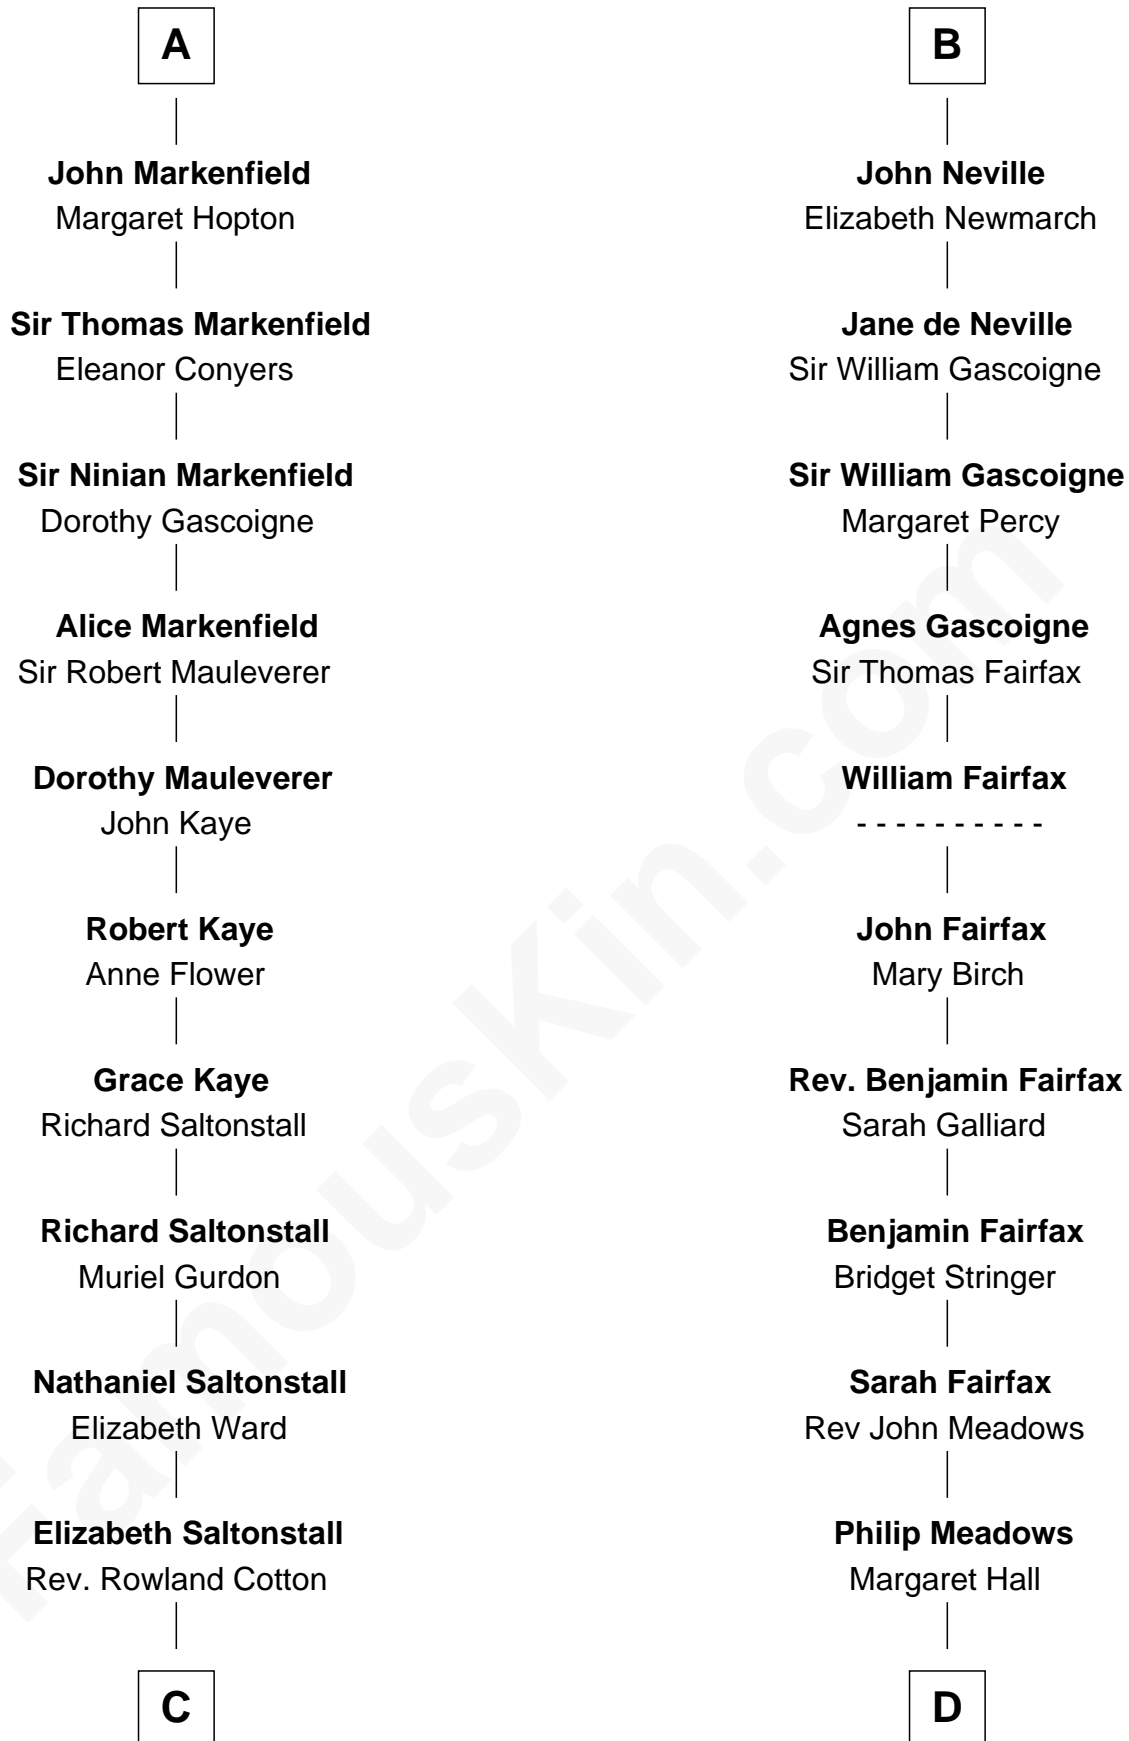 A
John Markenfield
Margaret Hopton
Sir Thomas Markenfield
Eleanor Conyers
Sir Ninian Markenfield
Dorothy Gascoigne
Alice Markenfield
Sir Robert Mauleverer
Dorothy Mauleverer
John Kaye
Robert Kaye
Anne Flower
Grace Kaye
Richard Saltonstall
Richard Saltonstall
Muriel Gurdon
Nathaniel Saltonstall
Elizabeth Ward
Elizabeth Saltonstall
Rev. Rowland Cotton
C
B
John Neville
Elizabeth Newmarch
Jane de Neville
Sir William Gascoigne
Sir William Gascoigne
Margaret Percy
Agnes Gascoigne
Sir Thomas Fairfax
William Fairfax
- - - - - - - - - -
John Fairfax
Mary Birch
Rev. Benjamin Fairfax
Sarah Galliard
Benjamin Fairfax
Bridget Stringer
Sarah Fairfax
Rev John Meadows
Philip Meadows
Margaret Hall
D
FamousKin.com